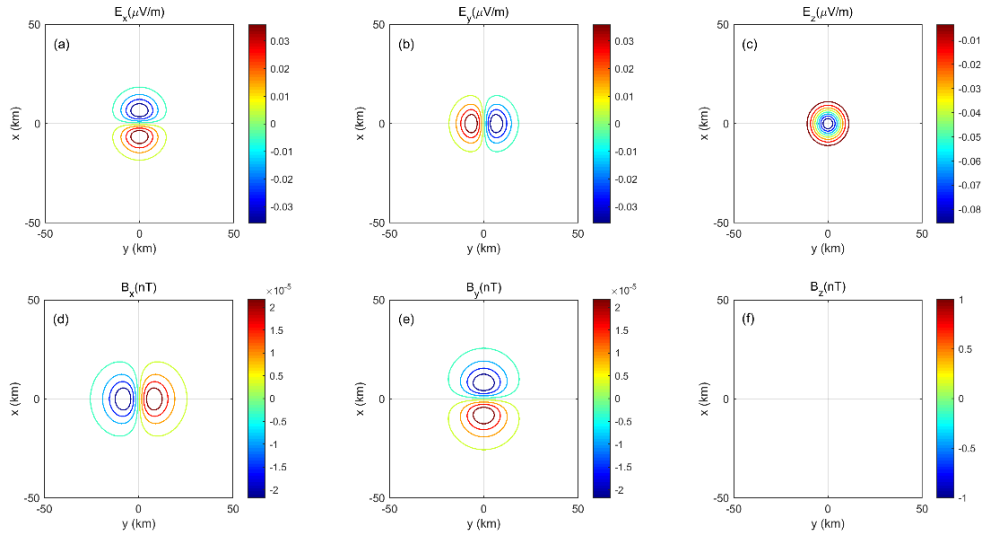 E_x(μV/m)
(a)
50
0
-50
-50 0 50
x (km)
y (km)
0.03
0.02
0.01
0
-0.01
-0.02
-0.03
E_y(μV/m)
(b)
50
0
-50
-50 0 50
x (km)
y (km)
0.03
0.02
0.01
0
-0.01
-0.02
-0.03
E_z(μV/m)
(c)
50
0
-50
-50 0 50
x (km)
y (km)
-0.01
-0.02
-0.03
-0.04
-0.05
-0.06
-0.07
-0.08
B_x(nT)
(d)
50
0
-50
-50 0 50
x (km)
y (km)
×10⁻⁵
2
1.5
1
0.5
0
-0.5
-1
-1.5
-2
B_y(nT)
(e)
50
0
-50
-50 0 50
x (km)
y (km)
×10⁻⁵
2
1.5
1
0.5
0
-0.5
-1
-1.5
-2
B_z(nT)
(f)
50
0
-50
-50 0 50
x (km)
y (km)
1
0.5
0
-0.5
-1